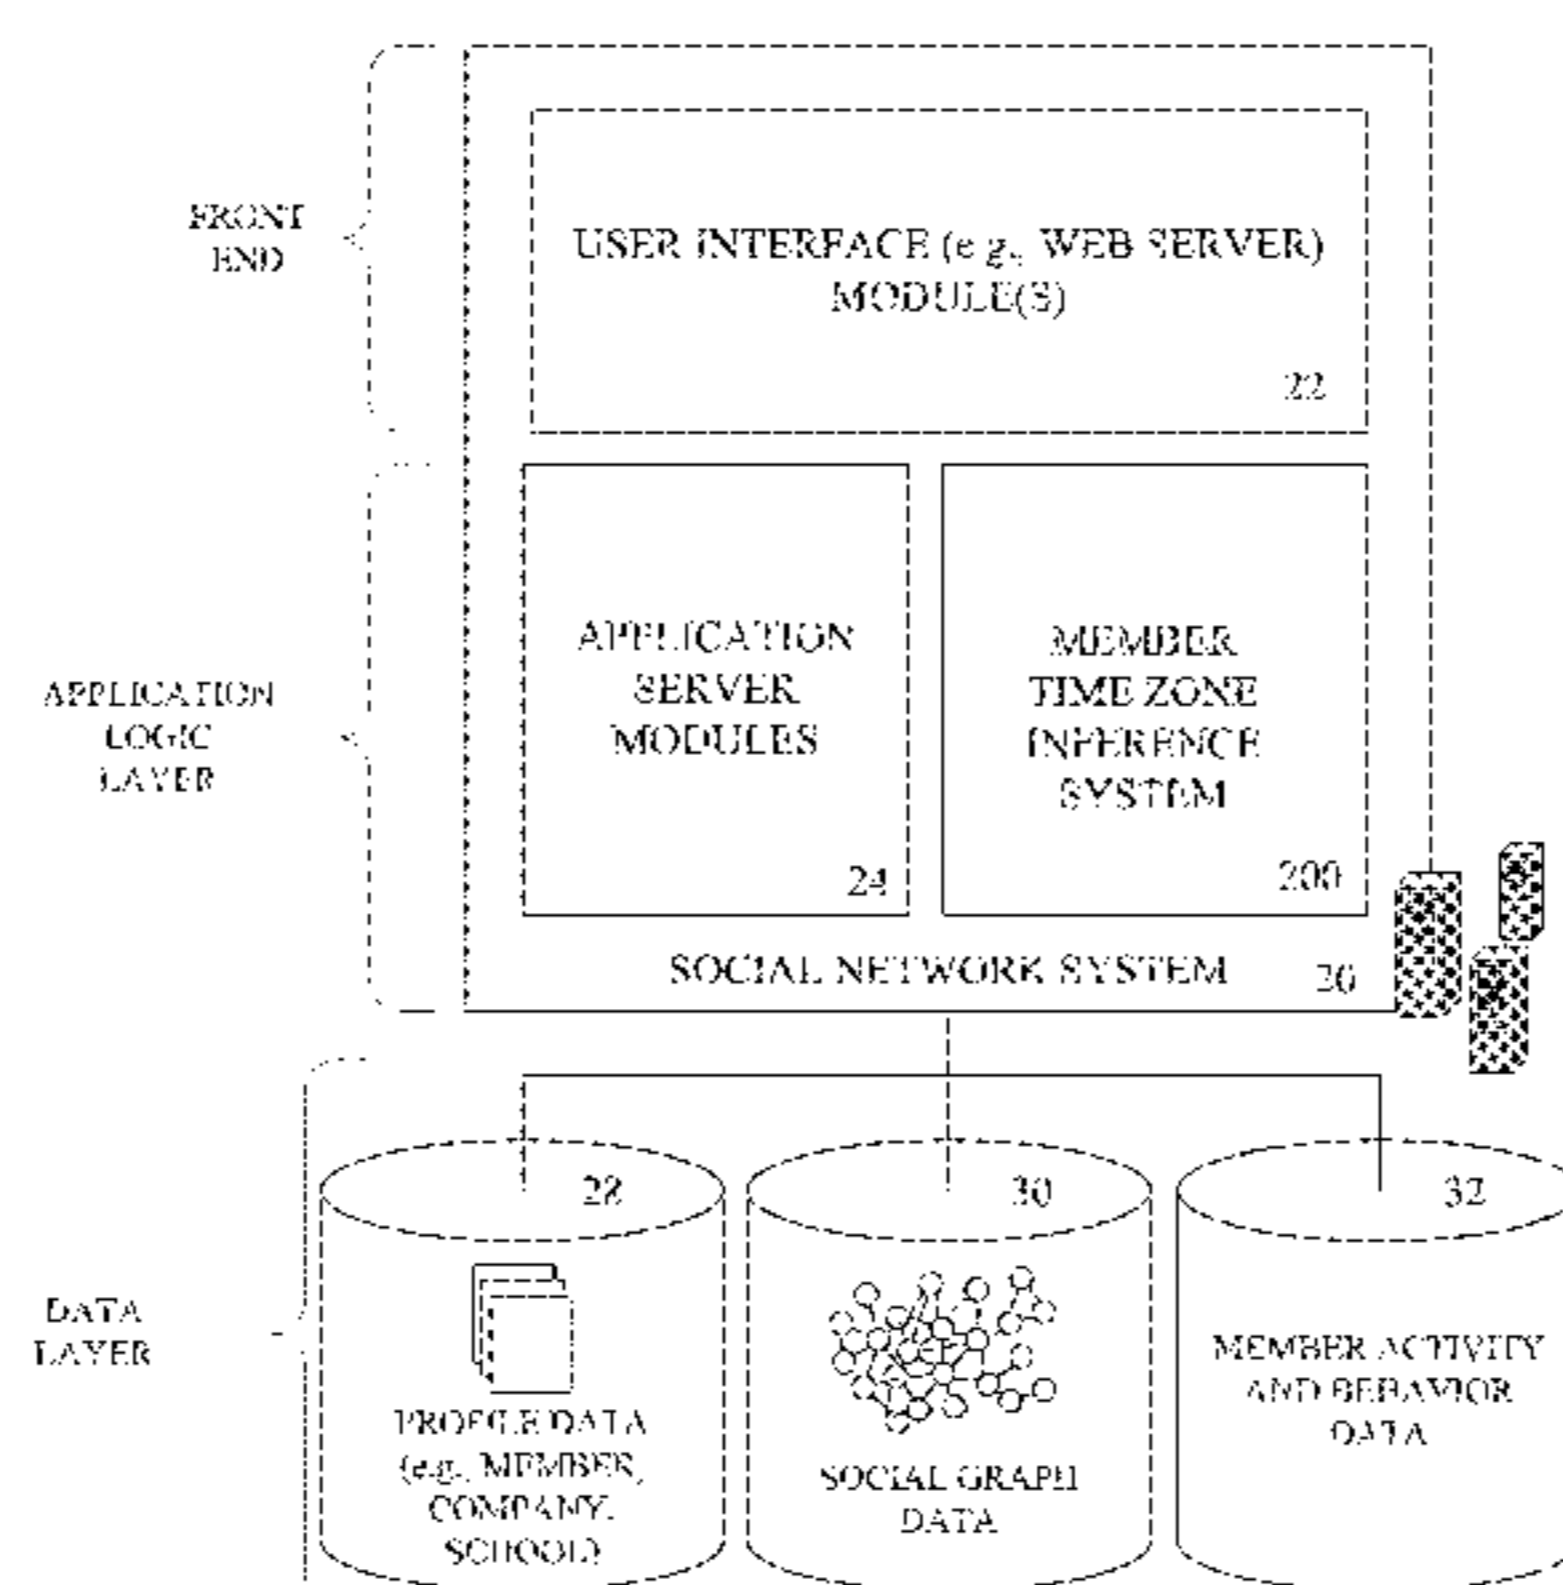 FRONT
END
USER INTERFACE (e.g., WEB SERVER)
MODULE(S)
22
APPLICATION
LOGIC
LAYER
APPLICATION
SERVER
MODULES
24
MEMBER
TIME ZONE
INFERENCE
SYSTEM
200
SOCIAL NETWORK SYSTEM
20
DATA
LAYER
28
PROFILE DATA
(e.g., MEMBER,
COMPANY,
SCHOOL)
30
SOCIAL GRAPH
DATA
32
MEMBER ACTIVITY
AND BEHAVIOR
DATA